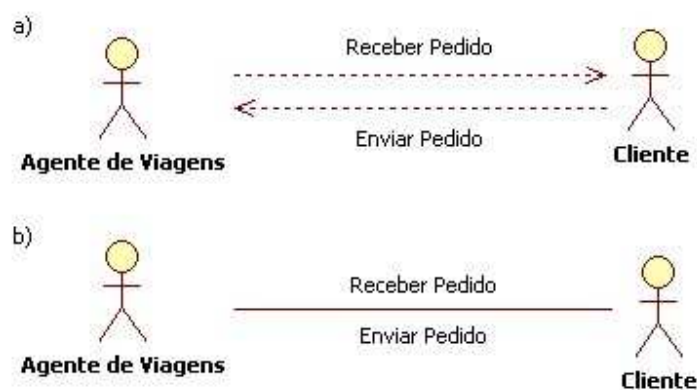 a)
Receber Pedido
Enviar Pedido
Agente de Viagens
Cliente
b)
Receber Pedido
Enviar Pedido
Agente de Viagens
Cliente